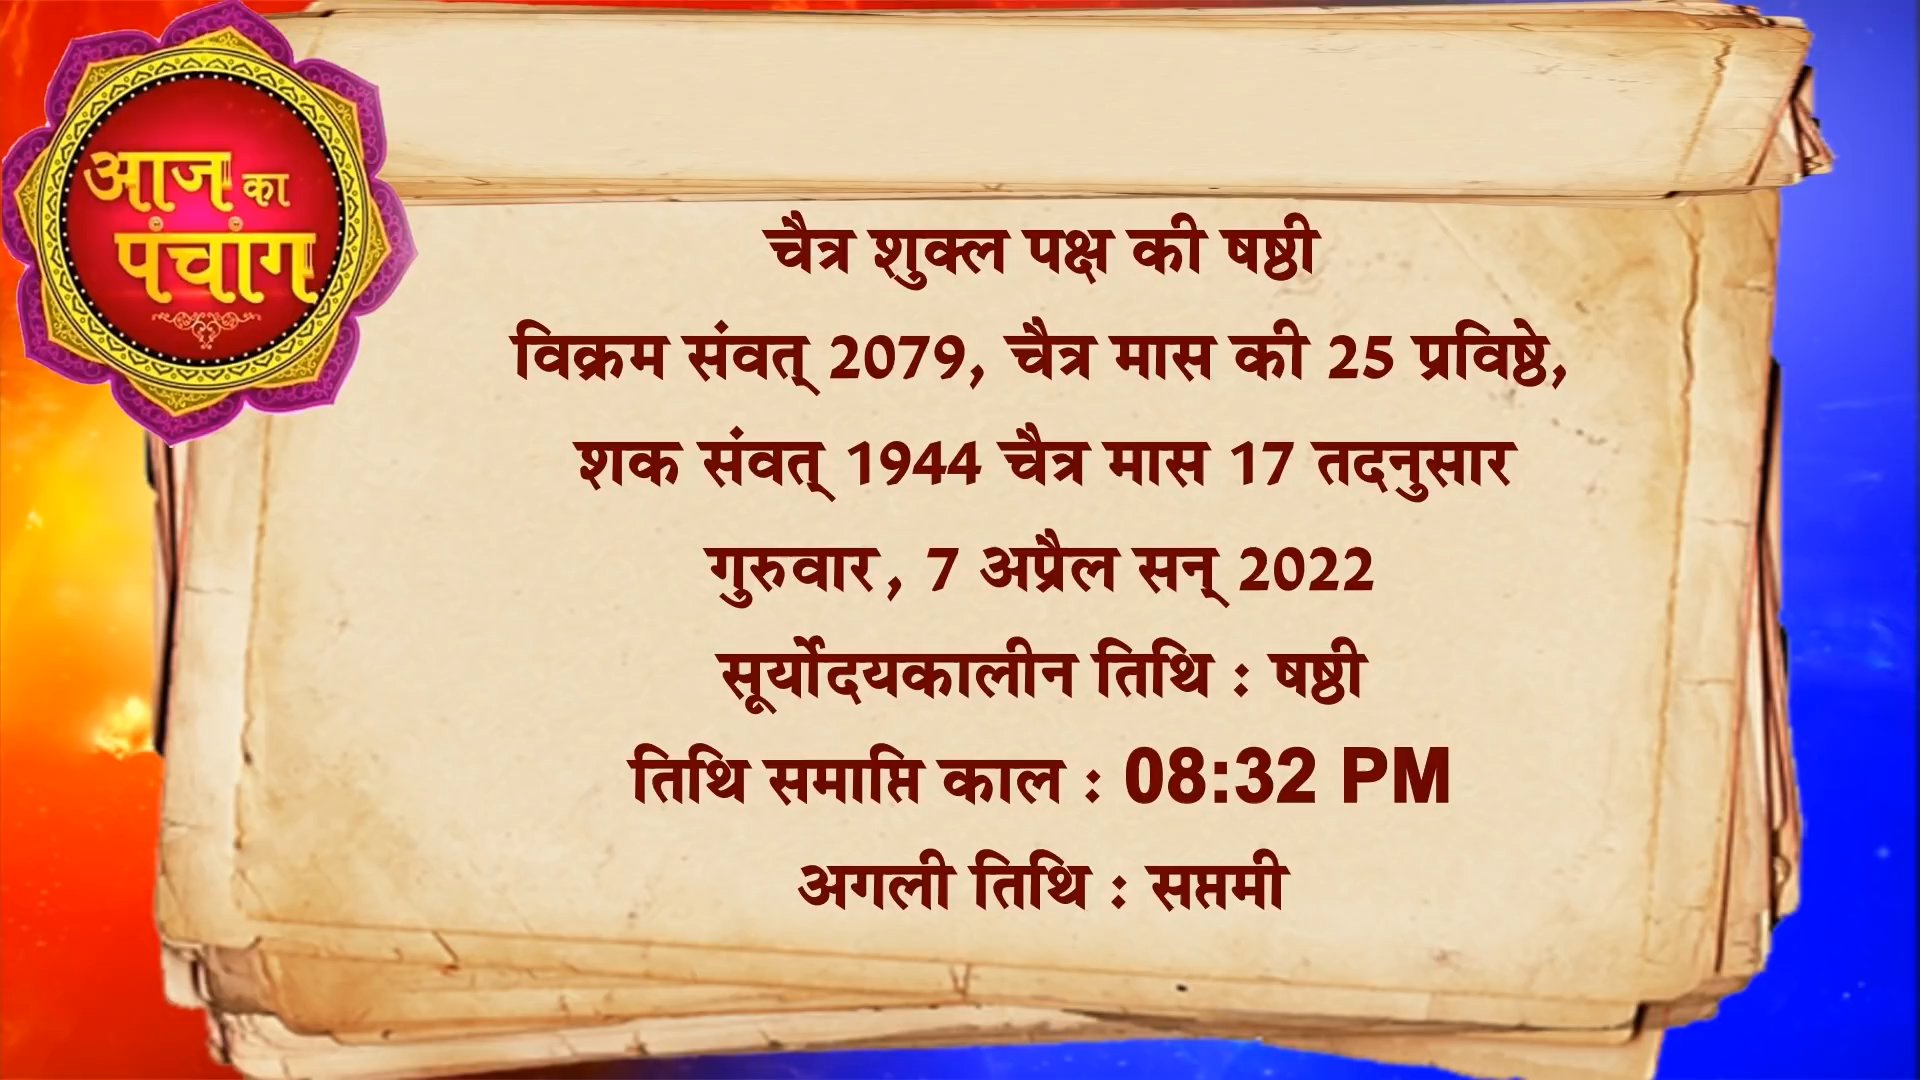 आज का
पंचांग
चैत्र शुक्ल पक्ष की षष्ठी
विक्रम संवत् 2079, चैत्र मास की 25 प्रविष्ठे,
शक संवत् 1944 चैत्र मास 17 तदनुसार
गुरुवार, 7 अप्रैल सन् 2022
सूर्योदयकालीन तिथि : षष्ठी
तिथि समाप्ति काल : 08:32 PM
अगली तिथि : सप्तमी